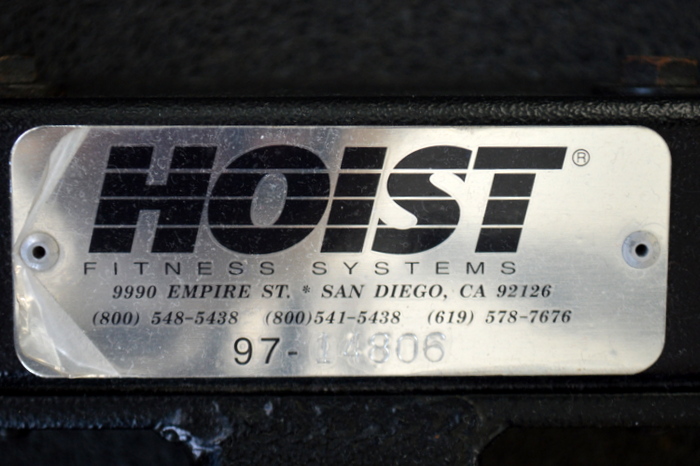 HOIST®
FITNESS SYSTEMS
9990 EMPIRE ST. * SAN DIEGO, CA 92126
(800) 548-5438 (800)541-5438 (619) 578-7676
97-14806